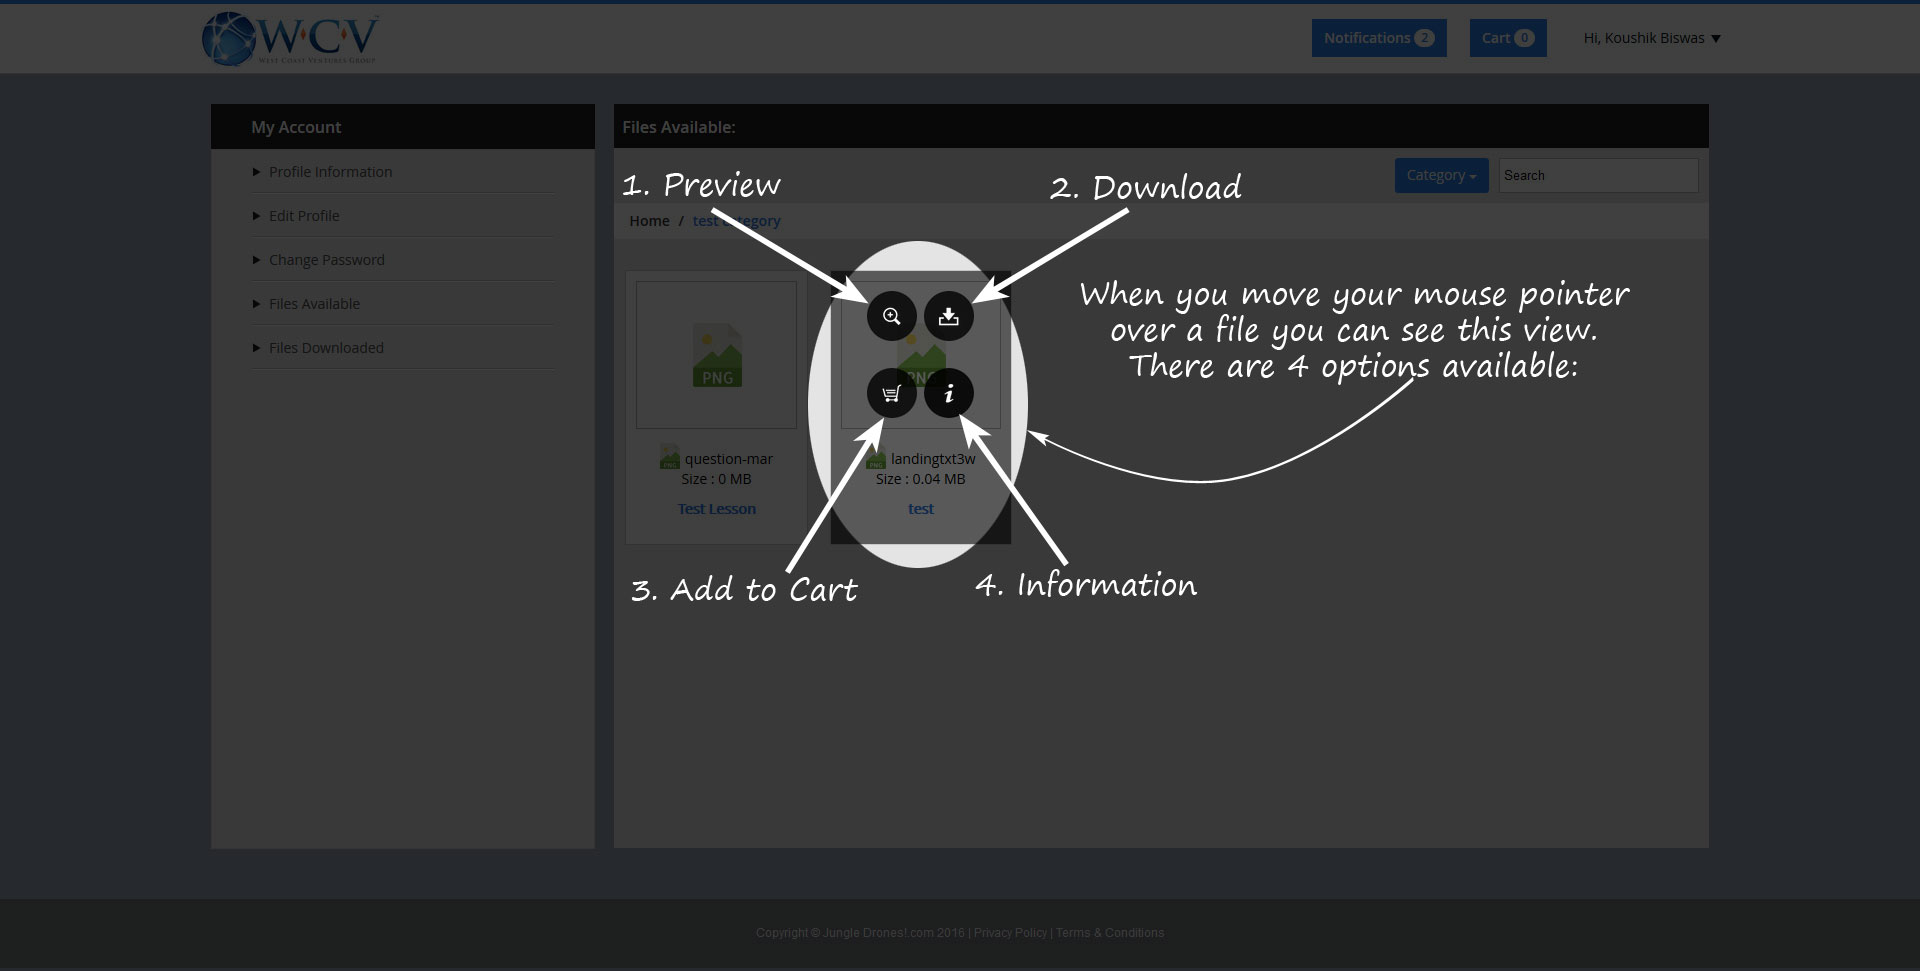 W·C·V
West Coast Ventures Group
Notifications 2
Cart 0
Hi, Koushik Biswas
My Account
Profile Information
Edit Profile
Change Password
Files Available
Files Downloaded
Files Available:
Category
Search
1. Preview
2. Download
Home / test category
When you move your mouse pointer
over a file you can see this view.
There are 4 options available:
PNG
PNG
PNG question-mar
Size : 0 MB
Test Lesson
PNG landingtxt3w
Size : 0.04 MB
test
3. Add to Cart
4. Information
Copyright © Jungle Drones!.com 2016 | Privacy Policy | Terms & Conditions